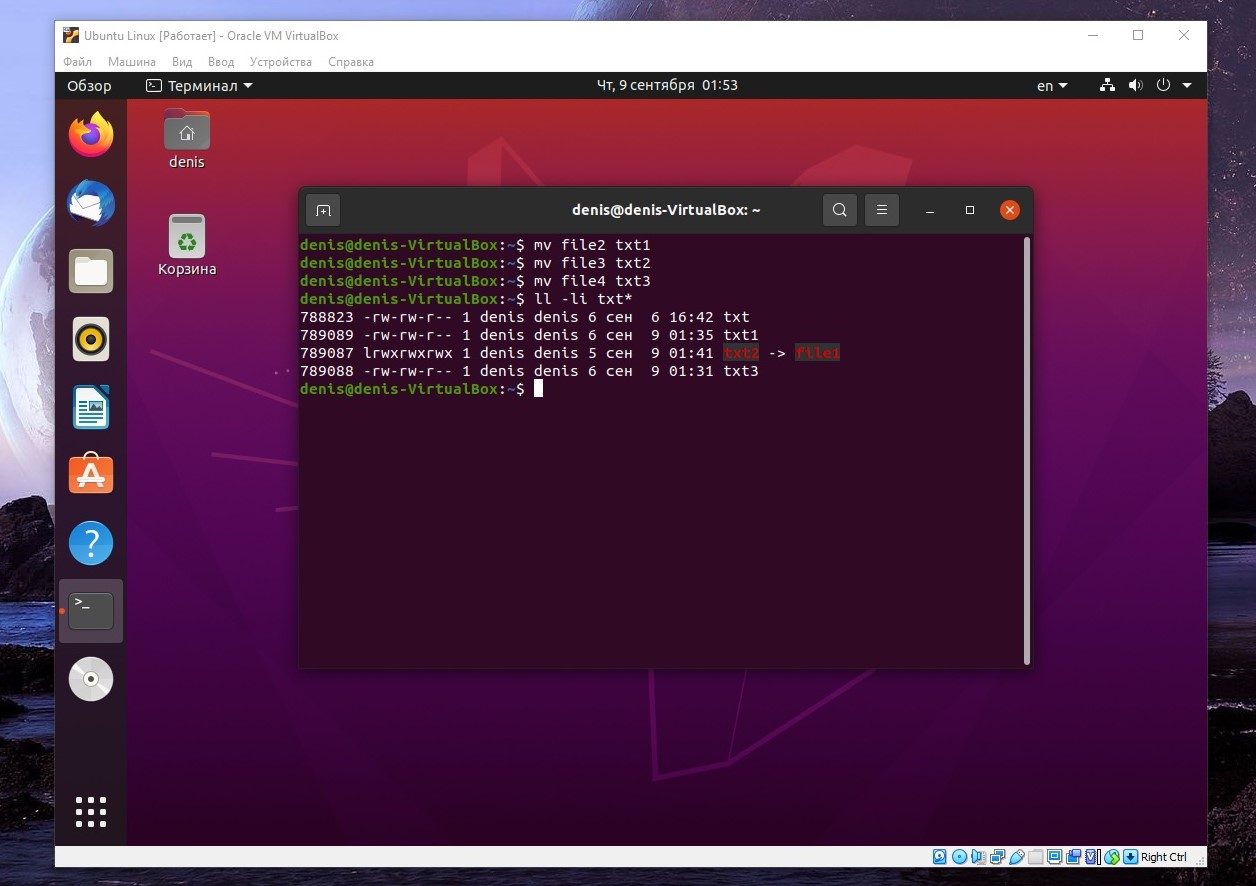 Ubuntu Linux [Работает] - Oracle VM VirtualBox
Файл Машина Вид Ввод Устройства Справка
Обзор Терминал Чт, 9 сентября 01:53 en
denis
Корзина
denis@denis-VirtualBox: ~
denis@denis-VirtualBox:~$ mv file2 txt1
denis@denis-VirtualBox:~$ mv file3 txt2
denis@denis-VirtualBox:~$ mv file4 txt3
denis@denis-VirtualBox:~$ ll -li txt*
788823 -rw-rw-r-- 1 denis denis 6 сен  6 16:42 txt
789089 -rw-rw-r-- 1 denis denis 6 сен  9 01:35 txt1
789087 lrwxrwxrwx 1 denis denis 5 сен  9 01:41 txt2 -> file1
789088 -rw-rw-r-- 1 denis denis 6 сен  9 01:31 txt3
denis@denis-VirtualBox:~$
Right Ctrl